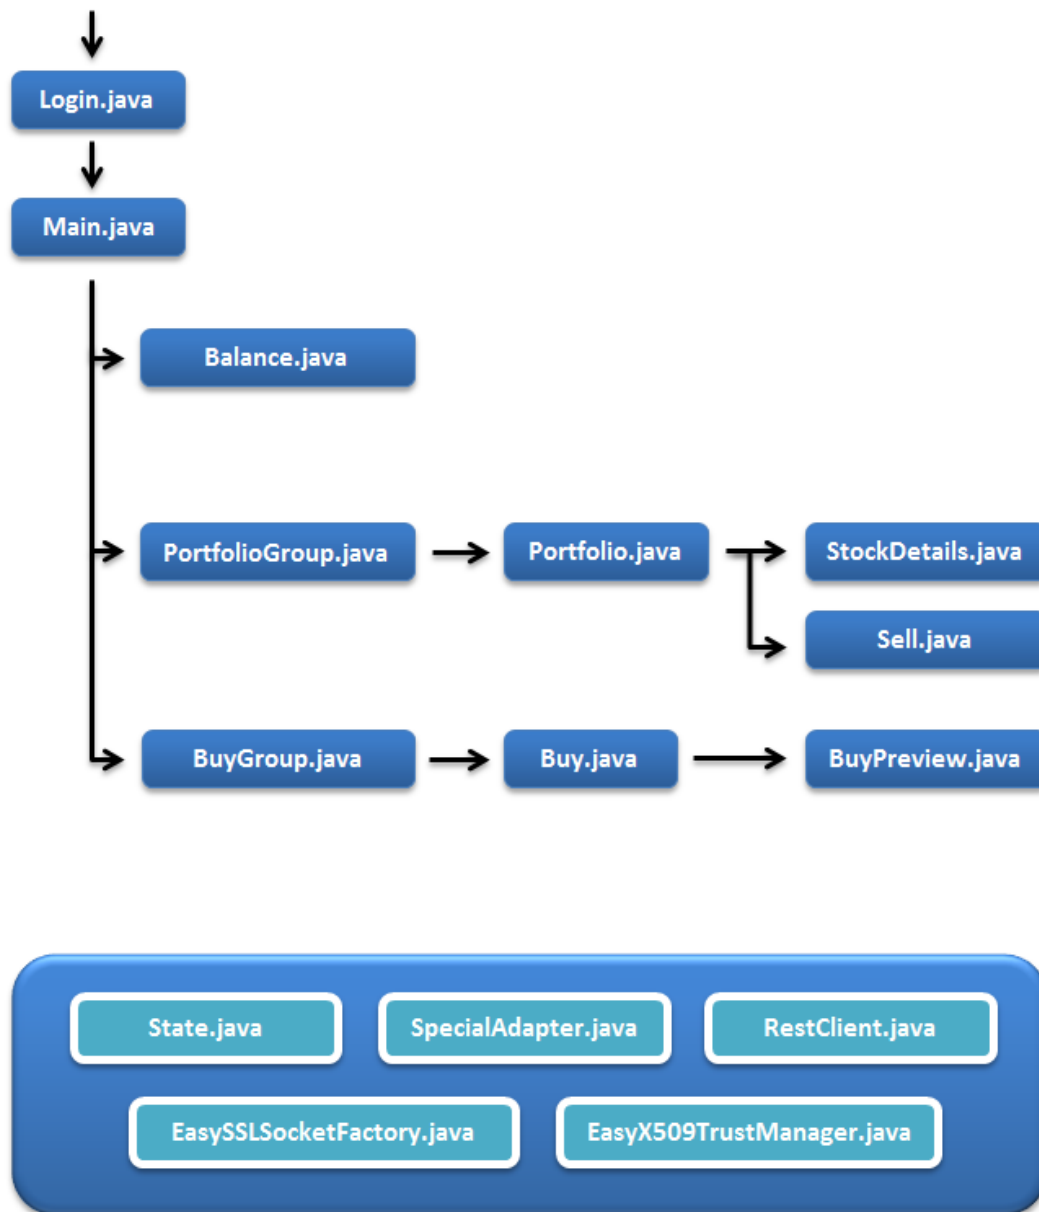 Login.java
Main.java
Balance.java
PortfolioGroup.java
Portfolio.java
StockDetails.java
Sell.java
BuyGroup.java
Buy.java
BuyPreview.java
State.java
SpecialAdapter.java
RestClient.java
EasySSLSocketFactory.java
EasyX509TrustManager.java